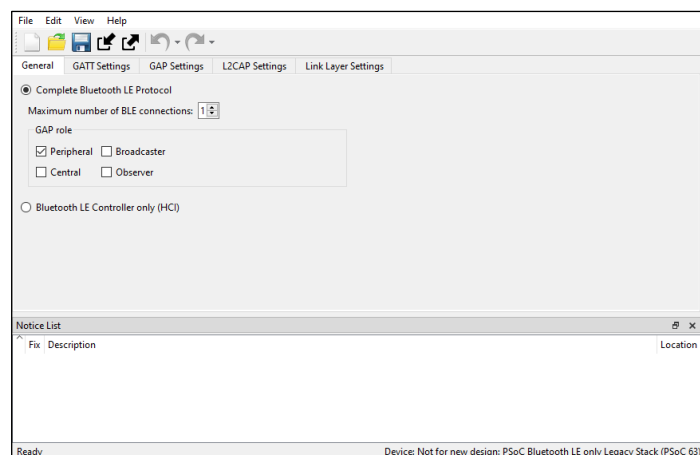 File Edit View Help
General GATT Settings GAP Settings L2CAP Settings Link Layer Settings
Complete Bluetooth LE Protocol
Maximum number of BLE connections: 1
GAP role
Peripheral Broadcaster
Central Observer
Bluetooth LE Controller only (HCI)
Notice List
Fix Description Location
Ready Device: Not for new design: PSoC Bluetooth LE only Legacy Stack (PSoC 63)